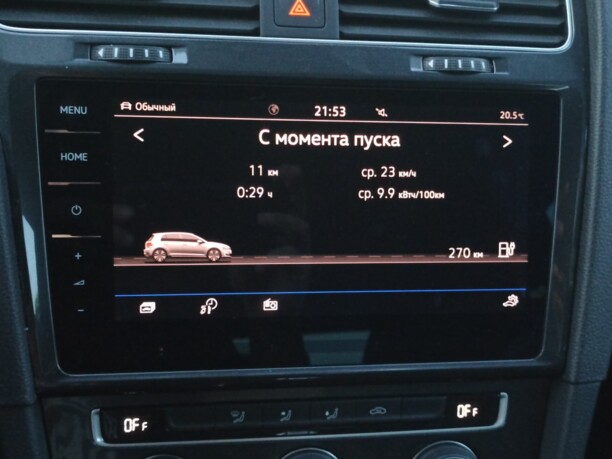 MENU
Обычный
21:53
20.5°C
С момента пуска
HOME
11 км
ср. 23 км/ч
0:29 ч
ср. 9.9 кВтч/100км
270 км
OFF
OFF